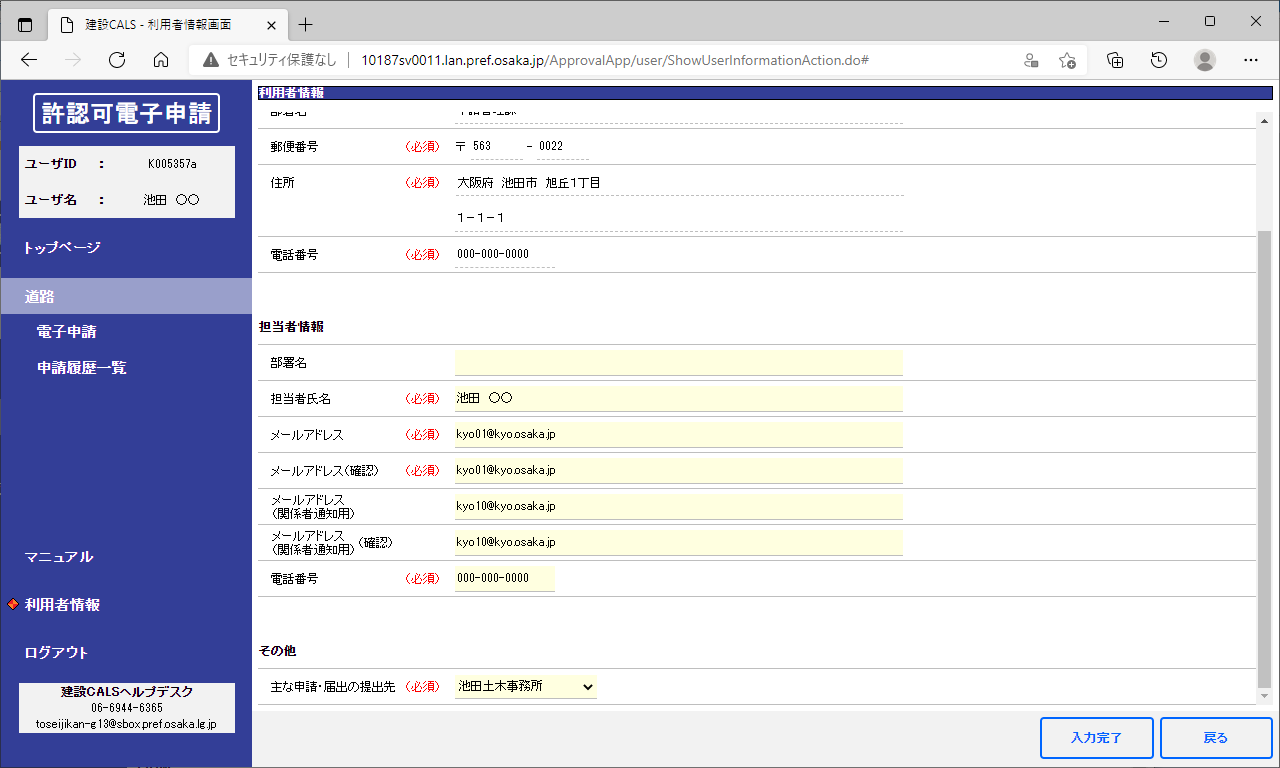 建設CALS - 利用者情報画面
セキュリティ保護なし
10187sv0011.lan.pref.osaka.jp/ApprovalApp/user/ShowUserInformationAction.do#
許認可電子申請
ユーザID ： K005357a
ユーザ名 ： 池田　○○
トップページ
道路
電子申請
申請履歴一覧
マニュアル
利用者情報
ログアウト
建設CALSヘルプデスク
06-6944-6365
toseijikan-g13@sbox.pref.osaka.lg.jp
利用者情報
郵便番号 （必須） 〒 563 - 0022
住所 （必須） 大阪府　池田市　旭丘1丁目
１－１－１
電話番号 （必須） 000-000-0000
担当者情報
部署名
担当者氏名 （必須） 池田　○○
メールアドレス （必須） kyo01@kyo.osaka.jp
メールアドレス（確認） （必須） kyo01@kyo.osaka.jp
メールアドレス
（関係者通知用） kyo10@kyo.osaka.jp
メールアドレス
（関係者通知用）（確認） kyo10@kyo.osaka.jp
電話番号 （必須） 000-000-0000
その他
主な申請・届出の提出先 （必須） 池田土木事務所
入力完了 戻る